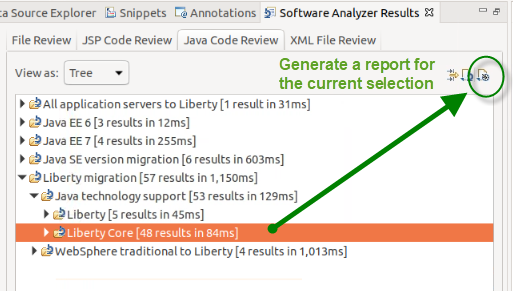 ta Source Explorer Snippets Annotations Software Analyzer Results
File Review JSP Code Review Java Code Review XML File Review
View as: Tree
Generate a report for
the current selection
All application servers to Liberty [1 result in 31ms]
Java EE 6 [3 results in 12ms]
Java EE 7 [4 results in 255ms]
Java SE version migration [6 results in 603ms]
Liberty migration [57 results in 1,150ms]
Java technology support [53 results in 129ms]
Liberty [5 results in 45ms]
Liberty Core [48 results in 84ms]
WebSphere traditional to Liberty [4 results in 1,013ms]